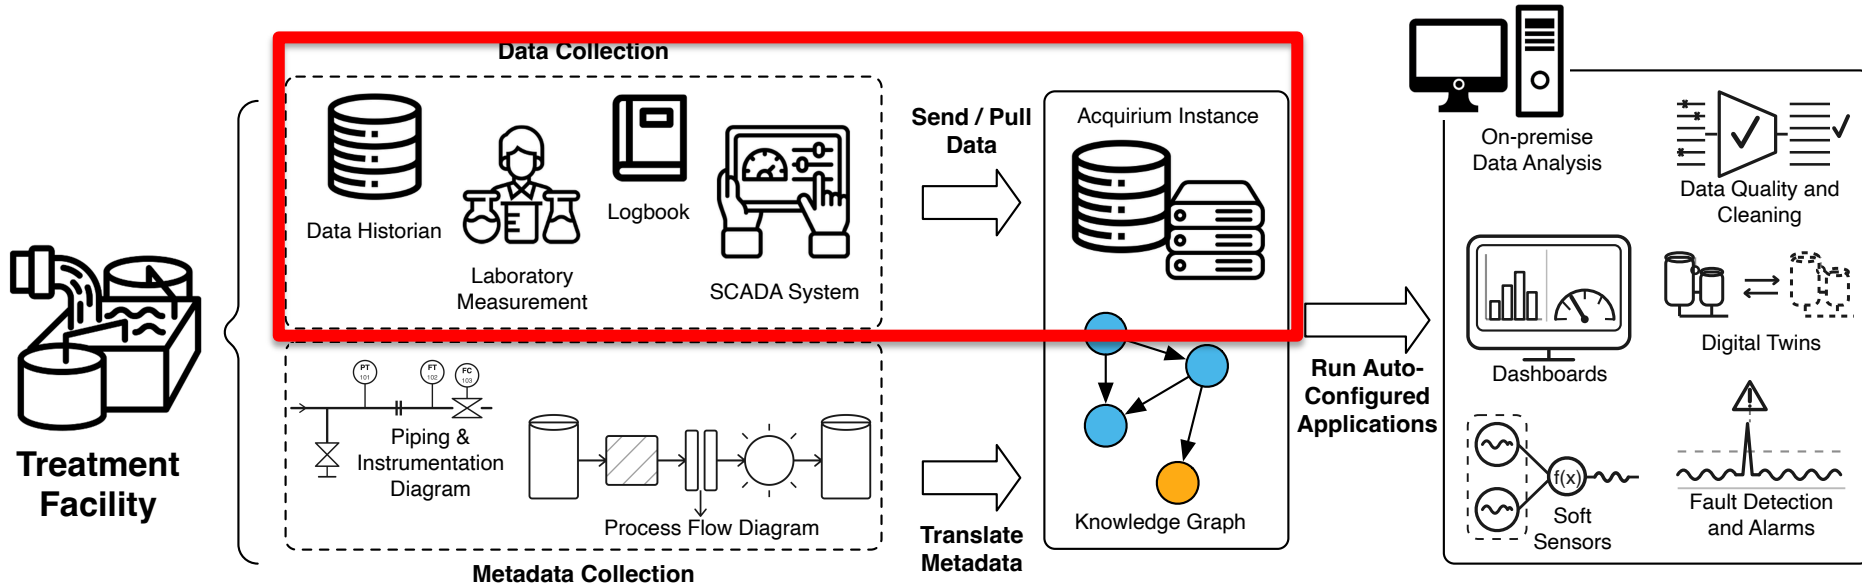 Data Collection
Data Historian
Laboratory
Measurement
Logbook
SCADA System
Send / Pull
Data
Acquirium Instance
On-premise
Data Analysis
Data Quality and
Cleaning
Dashboards
Digital Twins
Treatment
Facility
PT
101
FT
102
FC
103
Piping &
Instrumentation
Diagram
Process Flow Diagram
Metadata Collection
Translate
Metadata
Knowledge Graph
Run Auto-
Configured
Applications
f(x)
Soft
Sensors
Fault Detection
and Alarms